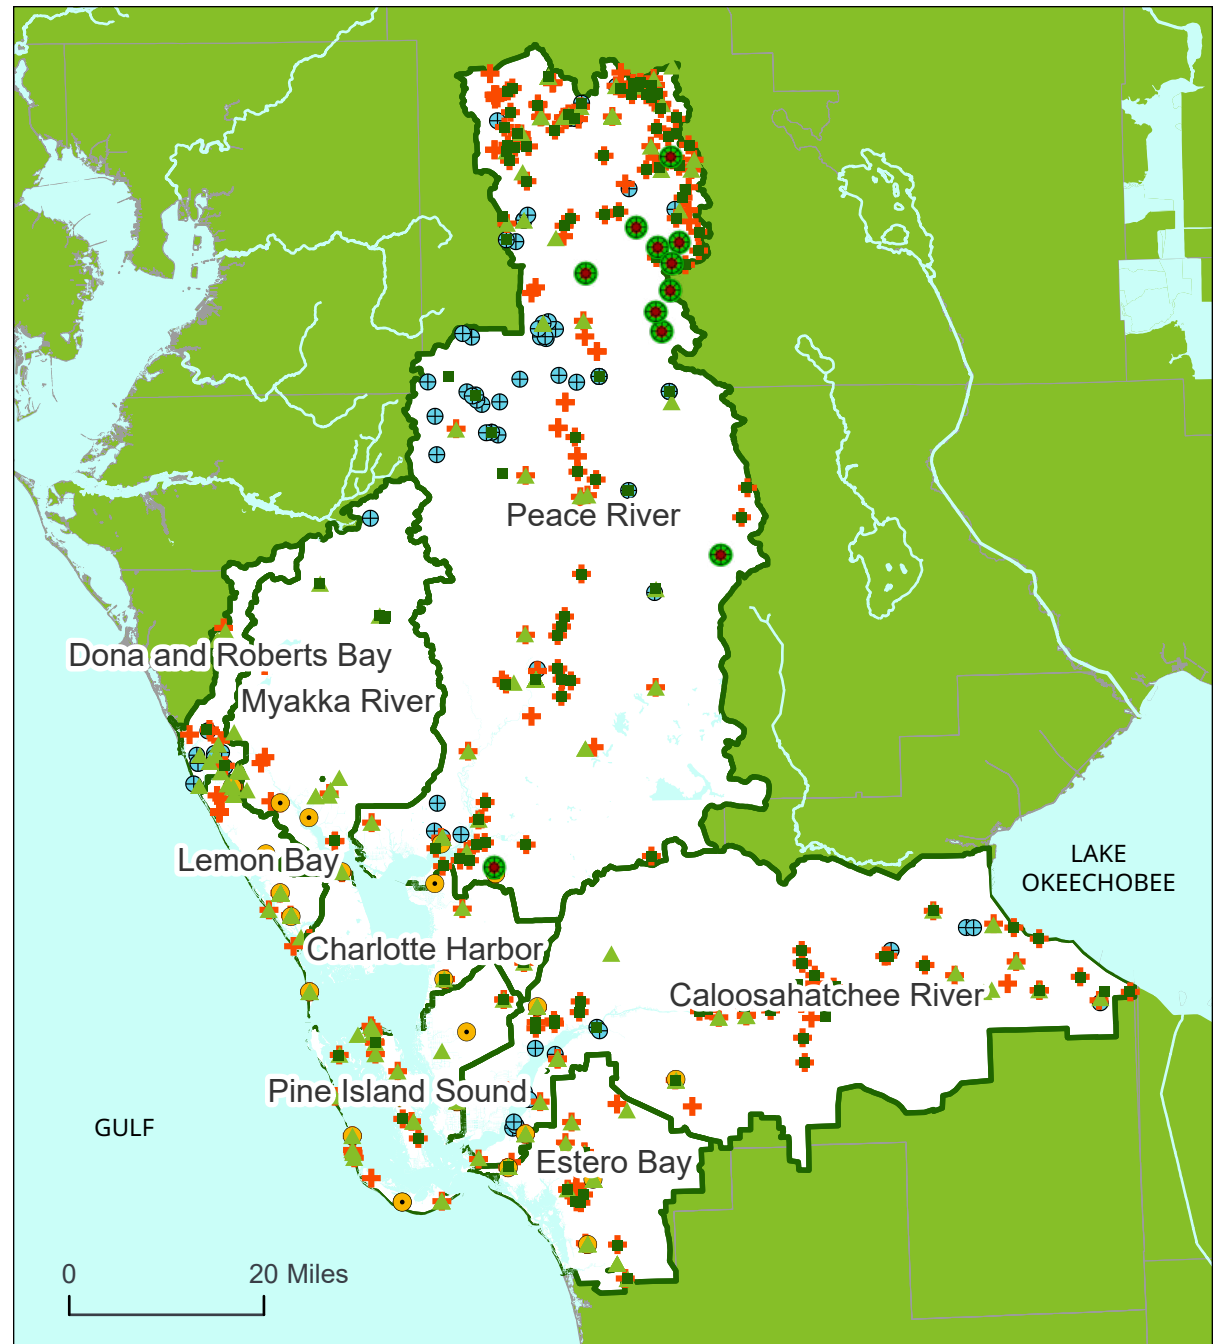 Peace River
Dona and Roberts Bay
Myakka River
Lemon Bay
LAKE
OKEECHOBEE
Charlotte Harbor
Caloosahatchee River
Pine Island Sound
GULF
Estero Bay
0 20 Miles